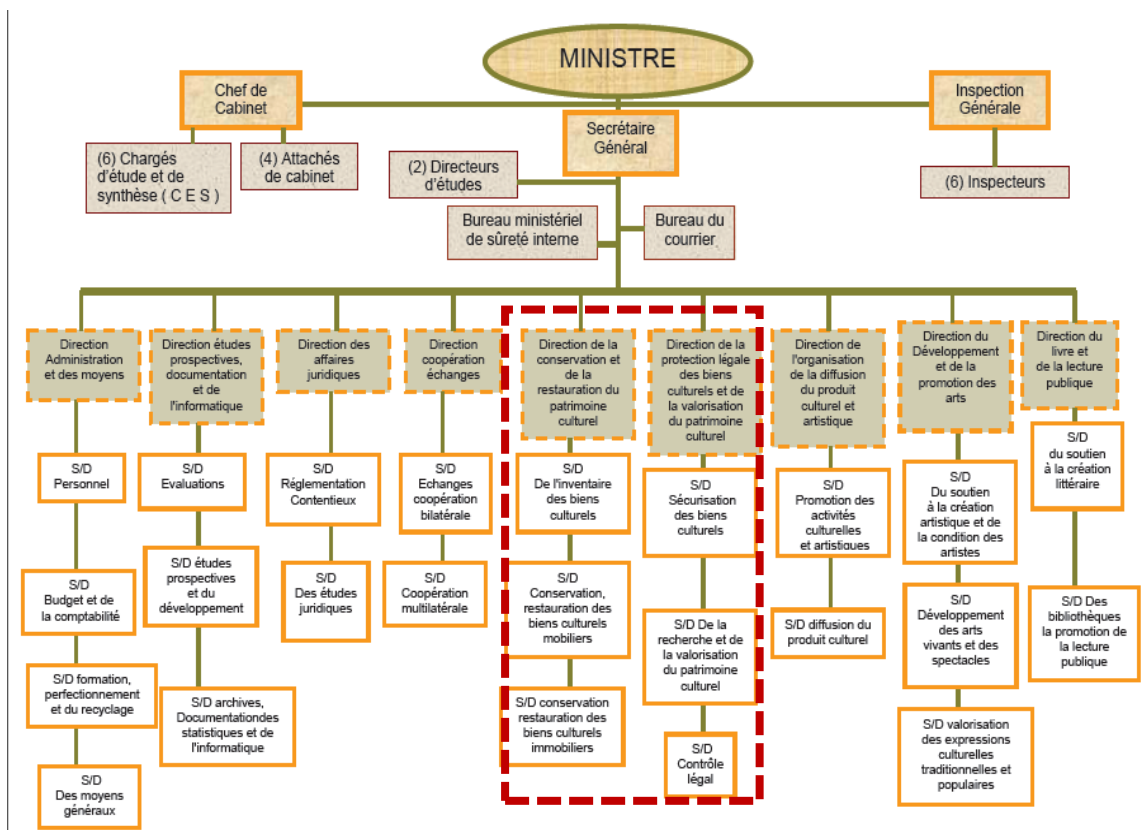 MINISTRE
Chef de
Cabinet
Secrétaire
Général
Inspection
Générale
(6) Chargés
d'étude et de
synthèse ( C E S )
(4) Attachés
de cabinet
(2) Directeurs
d'études
(6) Inspecteurs
Bureau ministériel
de sûreté interne
Bureau du
courrier
Direction
Administration
et des moyens
Direction études
prospectives,
documentation
et de
l'informatique
Direction des
affaires
juridiques
Direction
coopération
échanges
Direction de la
conservation et
de la
restauration du
patrimoine
culturel
Direction de la
protection légale
des biens
culturels et de
la valorisation
du patrimoine
culturel
Direction de
l'organisation
de la diffusion
du produit
culturel et
artistique
Direction du
Développement
et de la
promotion des
arts
Direction du
livre et
de la lecture
publique
S/D
Personnel
S/D
Budget et de
la comptabilité
S/D formation,
perfectionnement
et du recyclage
S/D
Des moyens
généraux
S/D
Evaluations
S/D études
prospectives
et du
développement
S/D archives,
Documentationdes
statistiques et de
l'informatique
S/D
Réglementation
Contentieux
S/D
Des études
juridiques
S/D
Echanges
coopération
bilatérale
S/D
Coopération
multilatérale
S/D
De l'inventaire
des biens
culturels
S/D
Conservation,
restauration des
biens culturels
mobiliers
S/D conservation
restauration des
biens culturels
immobiliers
S/D
Sécurisation
des biens
culturels
S/D De la
recherche et de
la valorisation
du patrimoine
culturel
S/D
Contrôle
légal
S/D
Promotion des
activités
culturelles
et artistiques
S/D diffusion du
produit culturel
S/D
Du soutien
à la création
artistique et de
la condition des
artistes
S/D
Développement
des arts
vivants et des
spectacles
S/D valorisation
des expressions
culturelles
traditionnelles et
populaires
S/D
du soutien
à la création
littéraire
S/D Des
bibliothèques
la promotion de
la lecture
publique